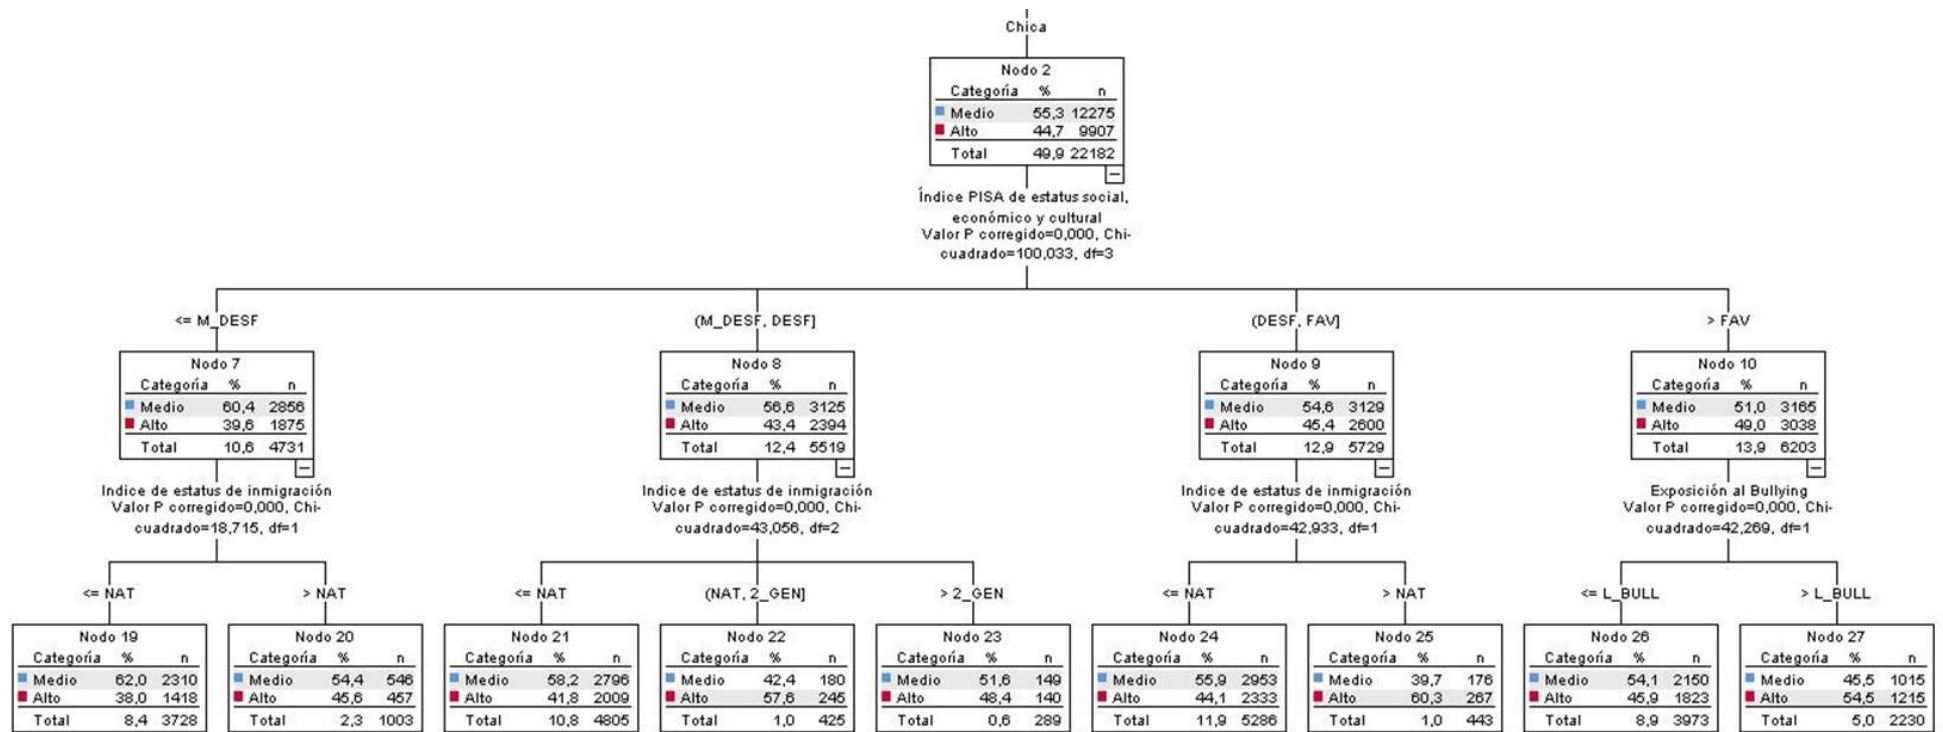 Chica
Nodo 2
Categoría % n
Medio 55,3 12275
Alto 44,7 9907
Total 49,9 22182
Índice PISA de estatus social,
económico y cultural
Valor P corregido=0,000, Chi-
cuadrado=100,033, df=3
<= M_DESF
(M_DESF, DESF]
(DESF, FAV]
> FAV
Nodo 7
Categoría % n
Medio 60,4 2856
Alto 39,6 1875
Total 10,6 4731
Indice de estatus de inmigración
Valor P corregido=0,000, Chi-
cuadrado=18,715, df=1
Nodo 8
Categoría % n
Medio 56,6 3125
Alto 43,4 2394
Total 12,4 5519
Indice de estatus de inmigración
Valor P corregido=0,000, Chi-
cuadrado=43,056, df=2
Nodo 9
Categoría % n
Medio 54,6 3129
Alto 45,4 2600
Total 12,9 5729
Indice de estatus de inmigración
Valor P corregido=0,000, Chi-
cuadrado=42,933, df=1
Nodo 10
Categoría % n
Medio 51,0 3165
Alto 49,0 3038
Total 13,9 6203
Exposición al Bullying
Valor P corregido=0,000, Chi-
cuadrado=42,269, df=1
<= NAT
> NAT
<= NAT
(NAT, 2_GEN]
> 2_GEN
<= NAT
> NAT
<= L_BULL
> L_BULL
Nodo 19
Categoría % n
Medio 62,0 2310
Alto 38,0 1418
Total 8,4 3728
Nodo 20
Categoría % n
Medio 54,4 546
Alto 45,6 457
Total 2,3 1003
Nodo 21
Categoría % n
Medio 58,2 2796
Alto 41,8 2009
Total 10,8 4805
Nodo 22
Categoría % n
Medio 42,4 180
Alto 57,6 245
Total 1,0 425
Nodo 23
Categoría % n
Medio 51,6 149
Alto 48,4 140
Total 0,6 289
Nodo 24
Categoría % n
Medio 55,9 2953
Alto 44,1 2333
Total 11,9 5286
Nodo 25
Categoría % n
Medio 39,7 176
Alto 60,3 267
Total 1,0 443
Nodo 26
Categoría % n
Medio 54,1 2150
Alto 45,9 1823
Total 8,9 3973
Nodo 27
Categoría % n
Medio 45,5 1015
Alto 54,5 1215
Total 5,0 2230